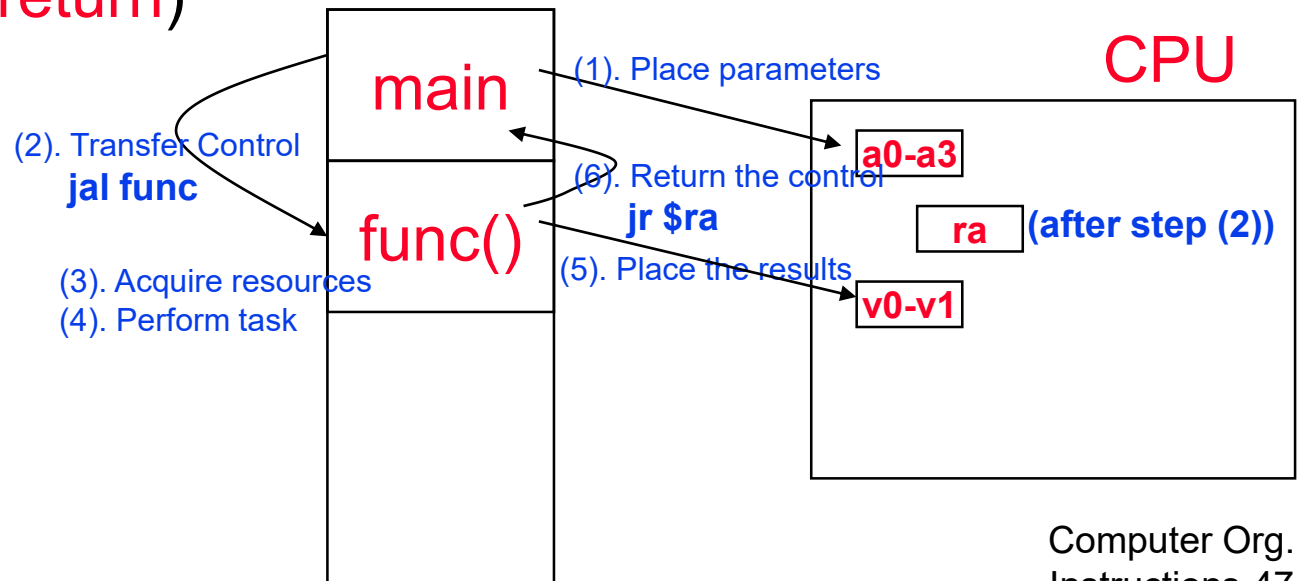 return)
CPU
main
(1). Place parameters
a0-a3
(2). Transfer Control
jal func
(6). Return the control
jr $ra
ra
(after step (2))
func()
(5). Place the results
v0-v1
(3). Acquire resources
(4). Perform task
Computer Org.
Instructions-47